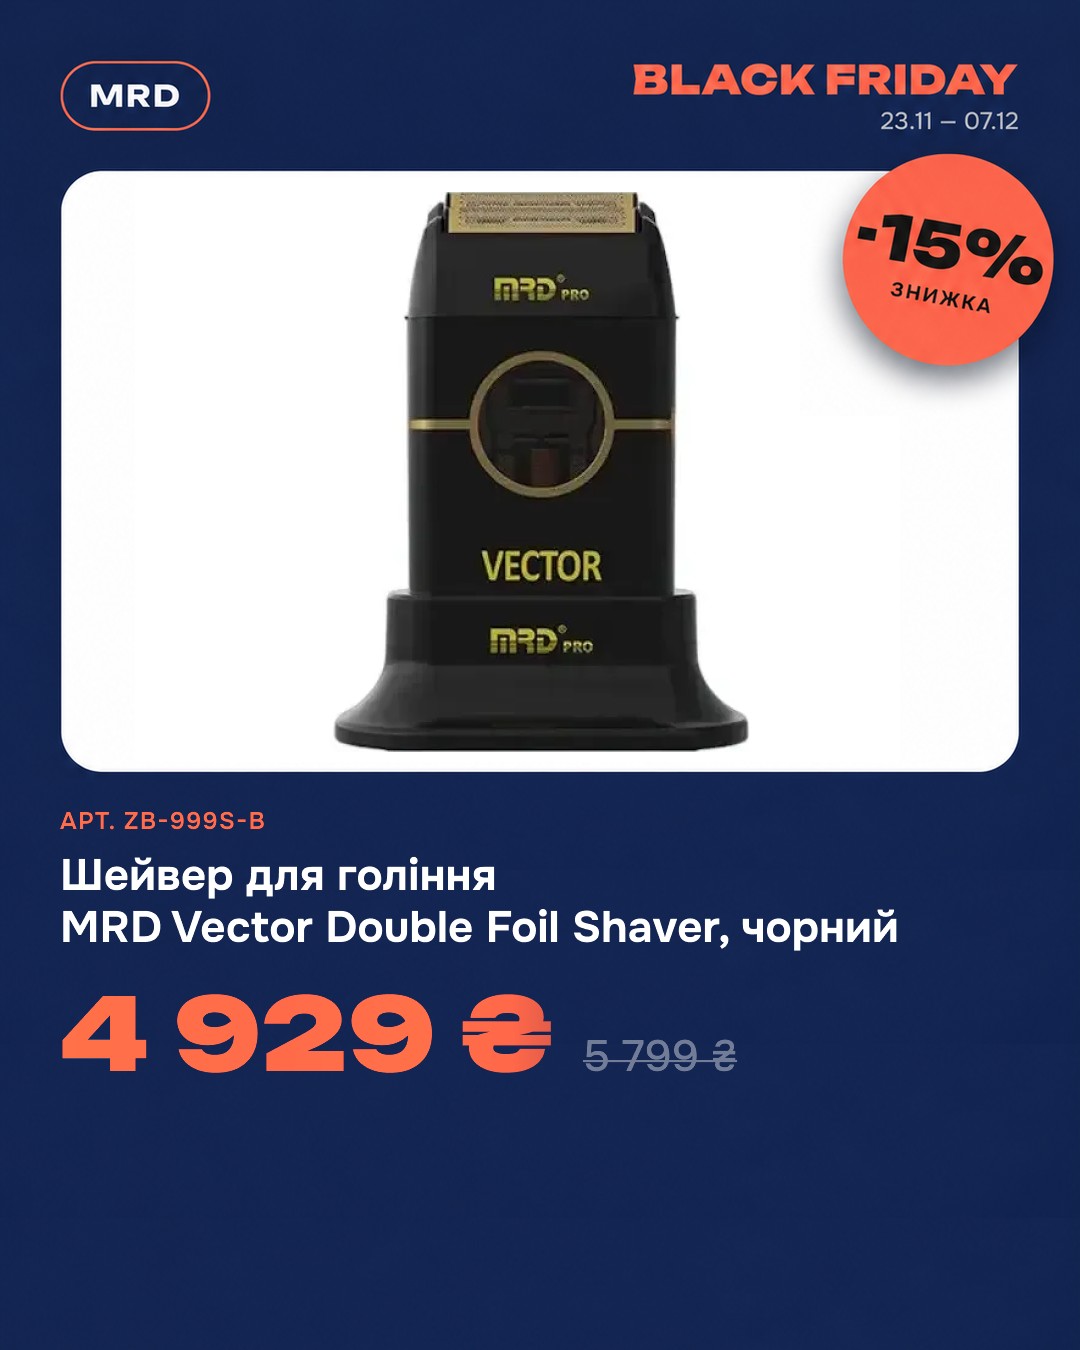 MRD
BLACK FRIDAY
23.11 – 07.12
-15%
ЗНИЖКА
MRD® PRO
VECTOR
MRD® PRO
АРТ. ZB-999S-B
Шейвер для гоління
MRD Vector Double Foil Shaver, чорний
4 929 ₴ 5 799 ₴